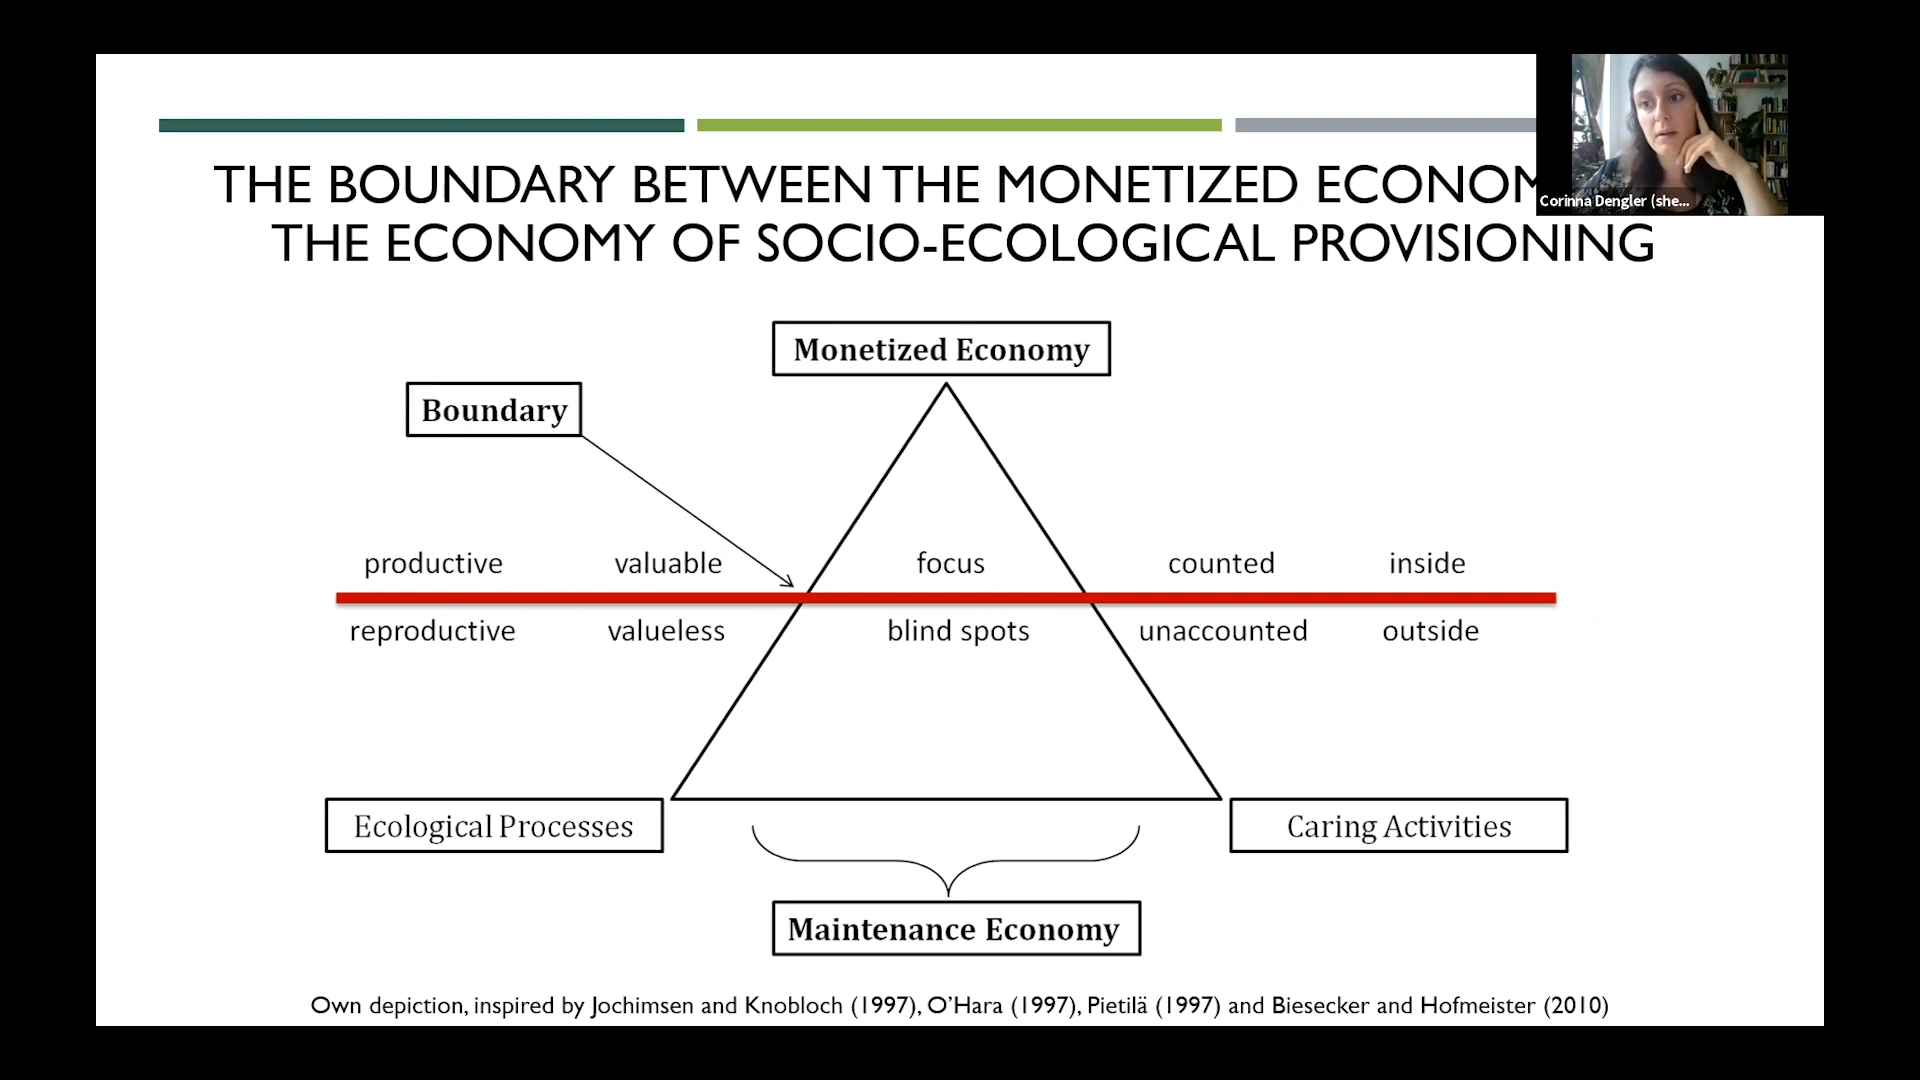 THE BOUNDARY BETWEEN THE MONETIZED ECONOM
THE ECONOMY OF SOCIO-ECOLOGICAL PROVISIONING
Corinna Dengler (she...
Monetized Economy
Boundary
productive valuable focus counted inside
reproductive valueless blind spots unaccounted outside
Ecological Processes
Caring Activities
Maintenance Economy
Own depiction, inspired by Jochimsen and Knobloch (1997), O'Hara (1997), Pietilä (1997) and Biesecker and Hofmeister (2010)